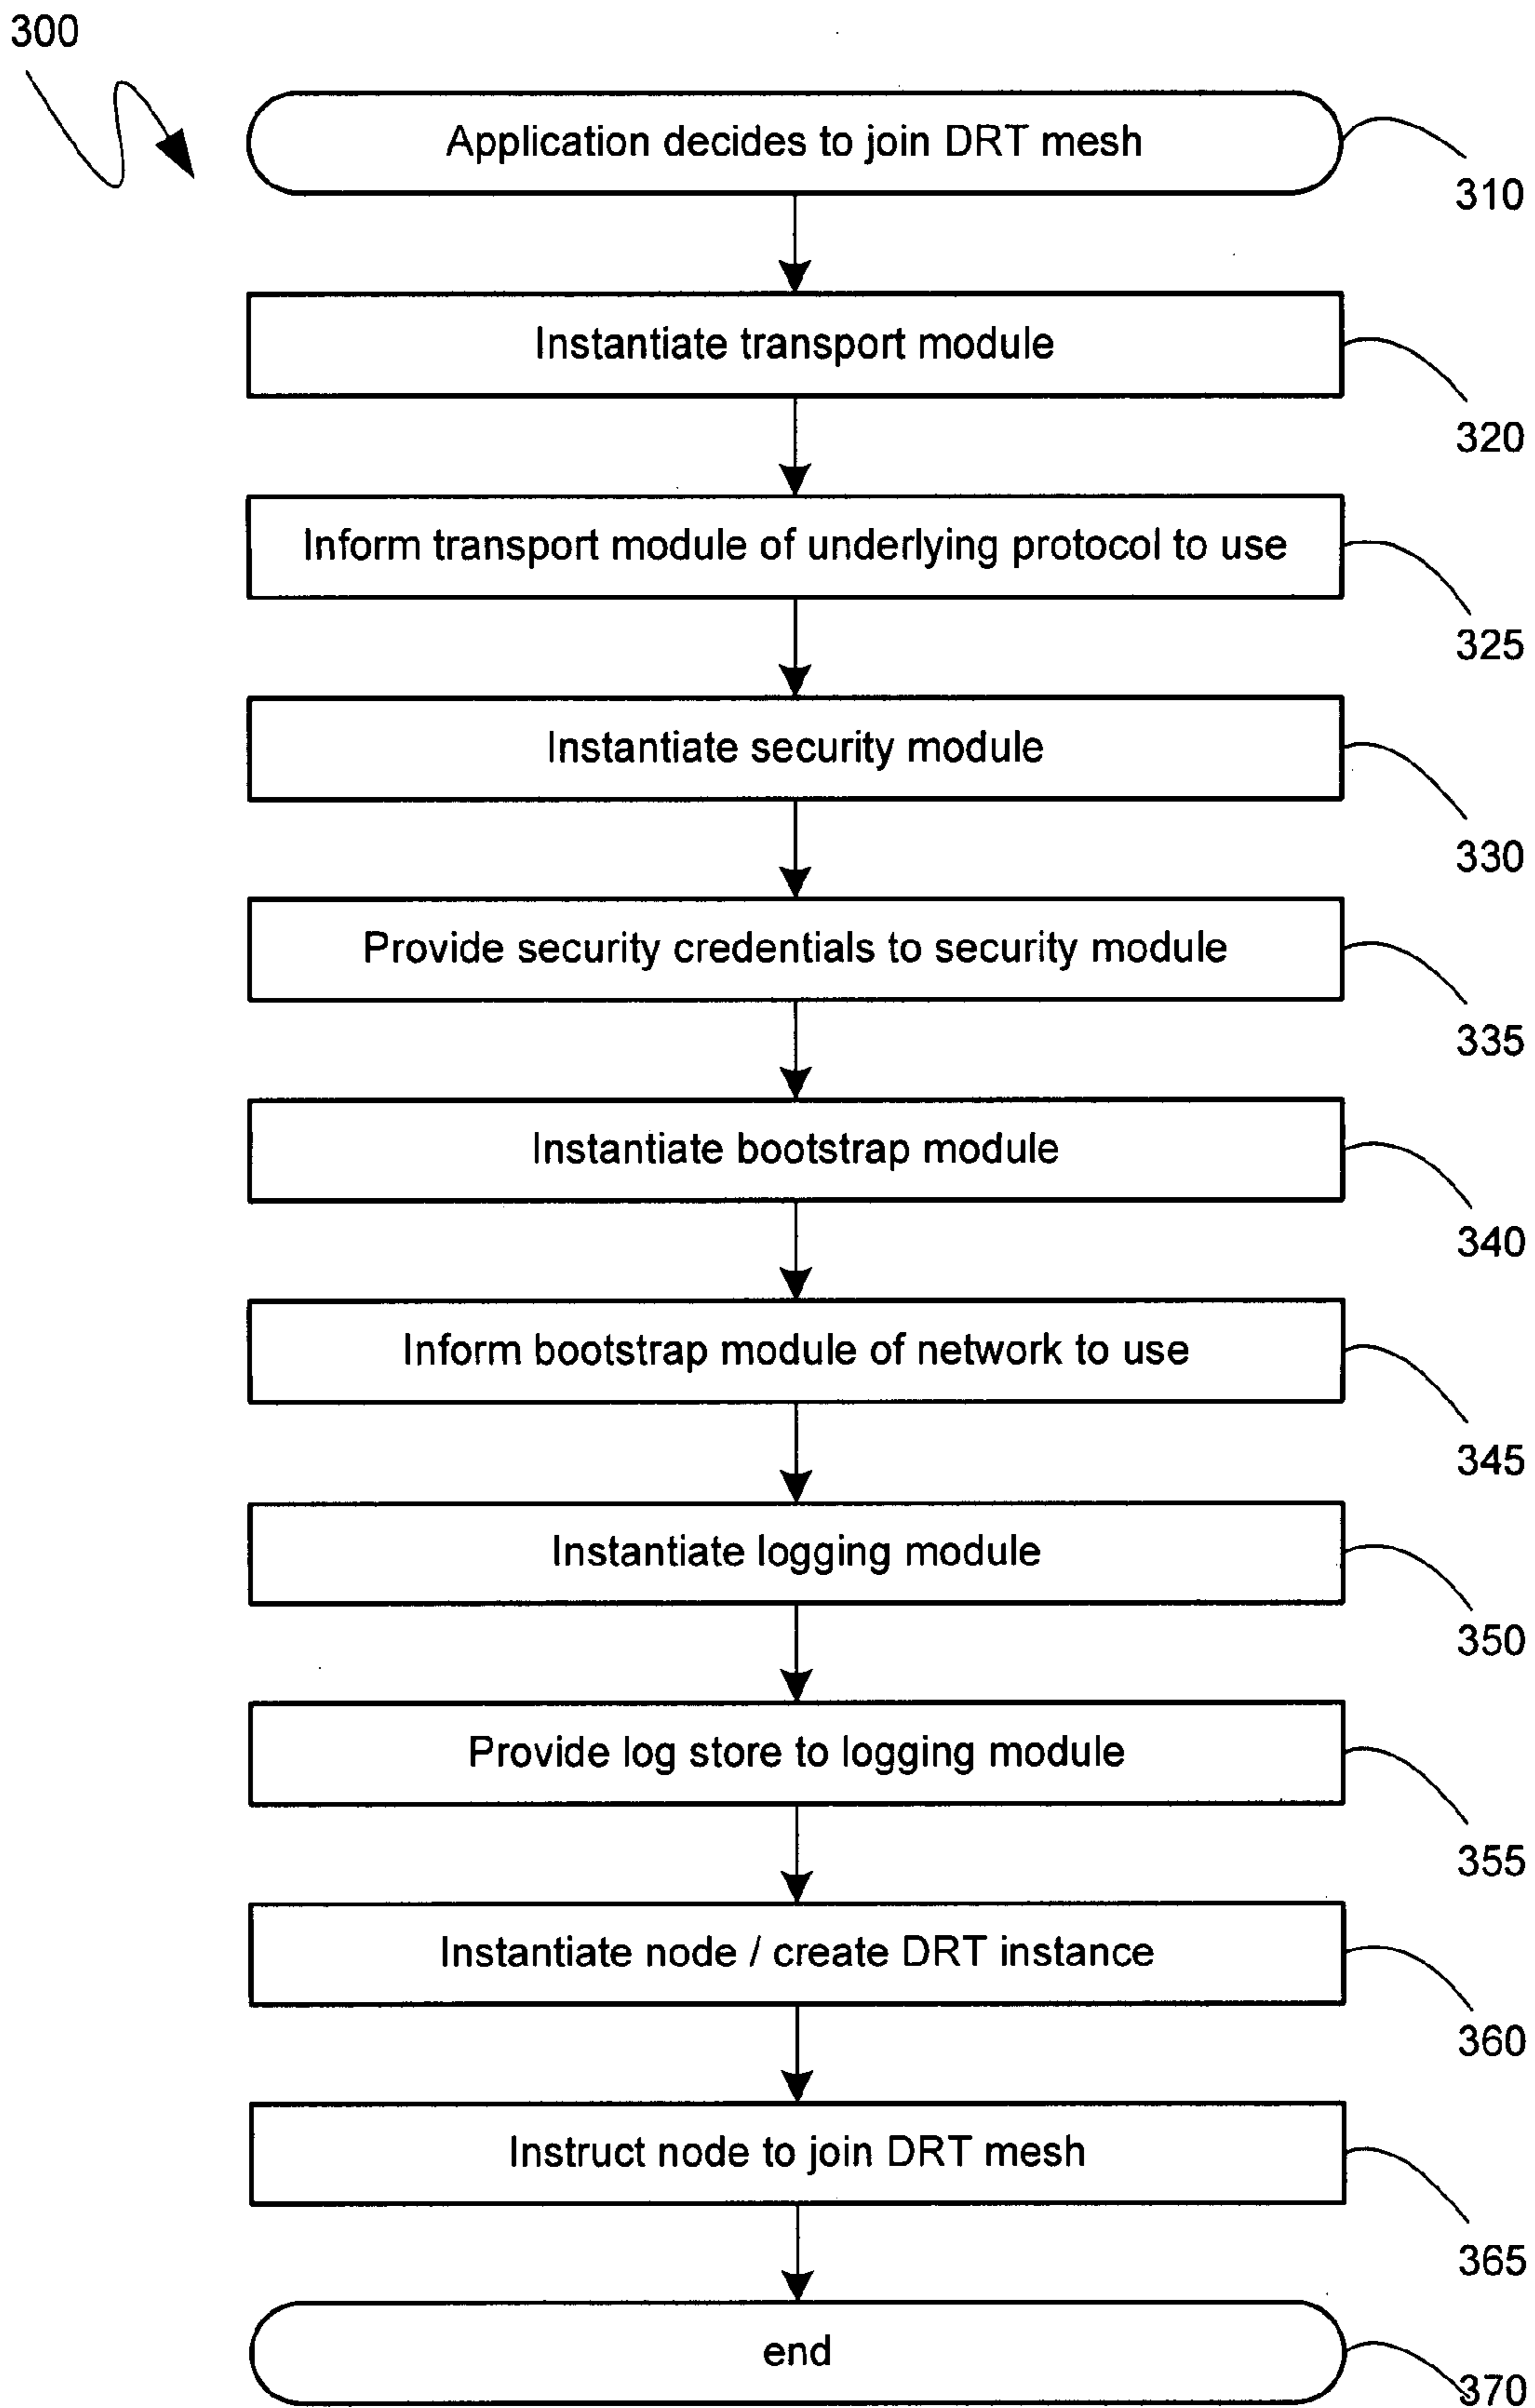 300
Application decides to join DRT mesh
310
Instantiate transport module
320
Inform transport module of underlying protocol to use
325
Instantiate security module
330
Provide security credentials to security module
335
Instantiate bootstrap module
340
Inform bootstrap module of network to use
345
Instantiate logging module
350
Provide log store to logging module
355
Instantiate node / create DRT instance
360
Instruct node to join DRT mesh
365
end
370